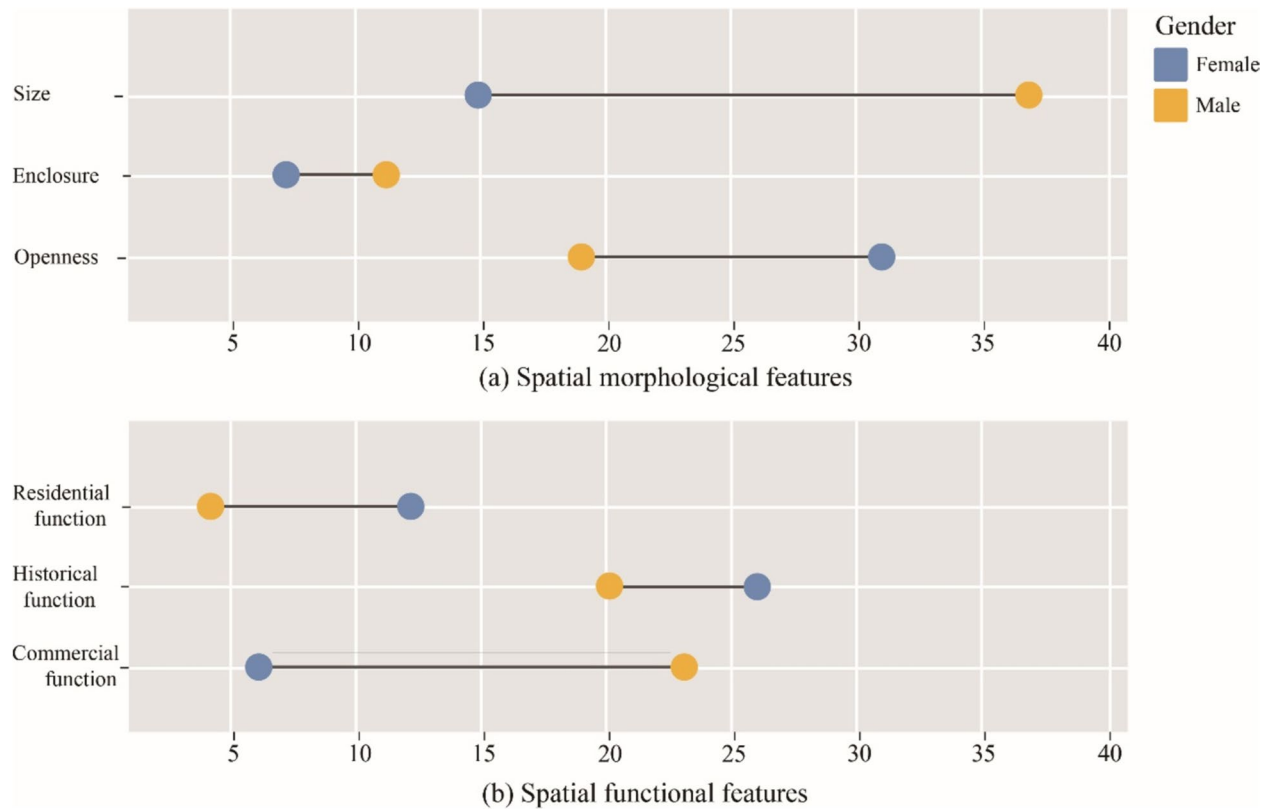 Gender
Female
Male
Size
Enclosure
Openness
5 10 15 20 25 30 35 40
(a) Spatial morphological features
Residential
function
Historical
function
Commercial
function
5 10 15 20 25 30 35 40
(b) Spatial functional features